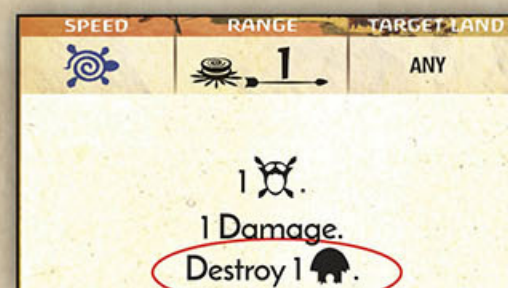 SPEED RANGE TARGET LAND
1 ANY
1 .
1 Damage.
Destroy 1 .